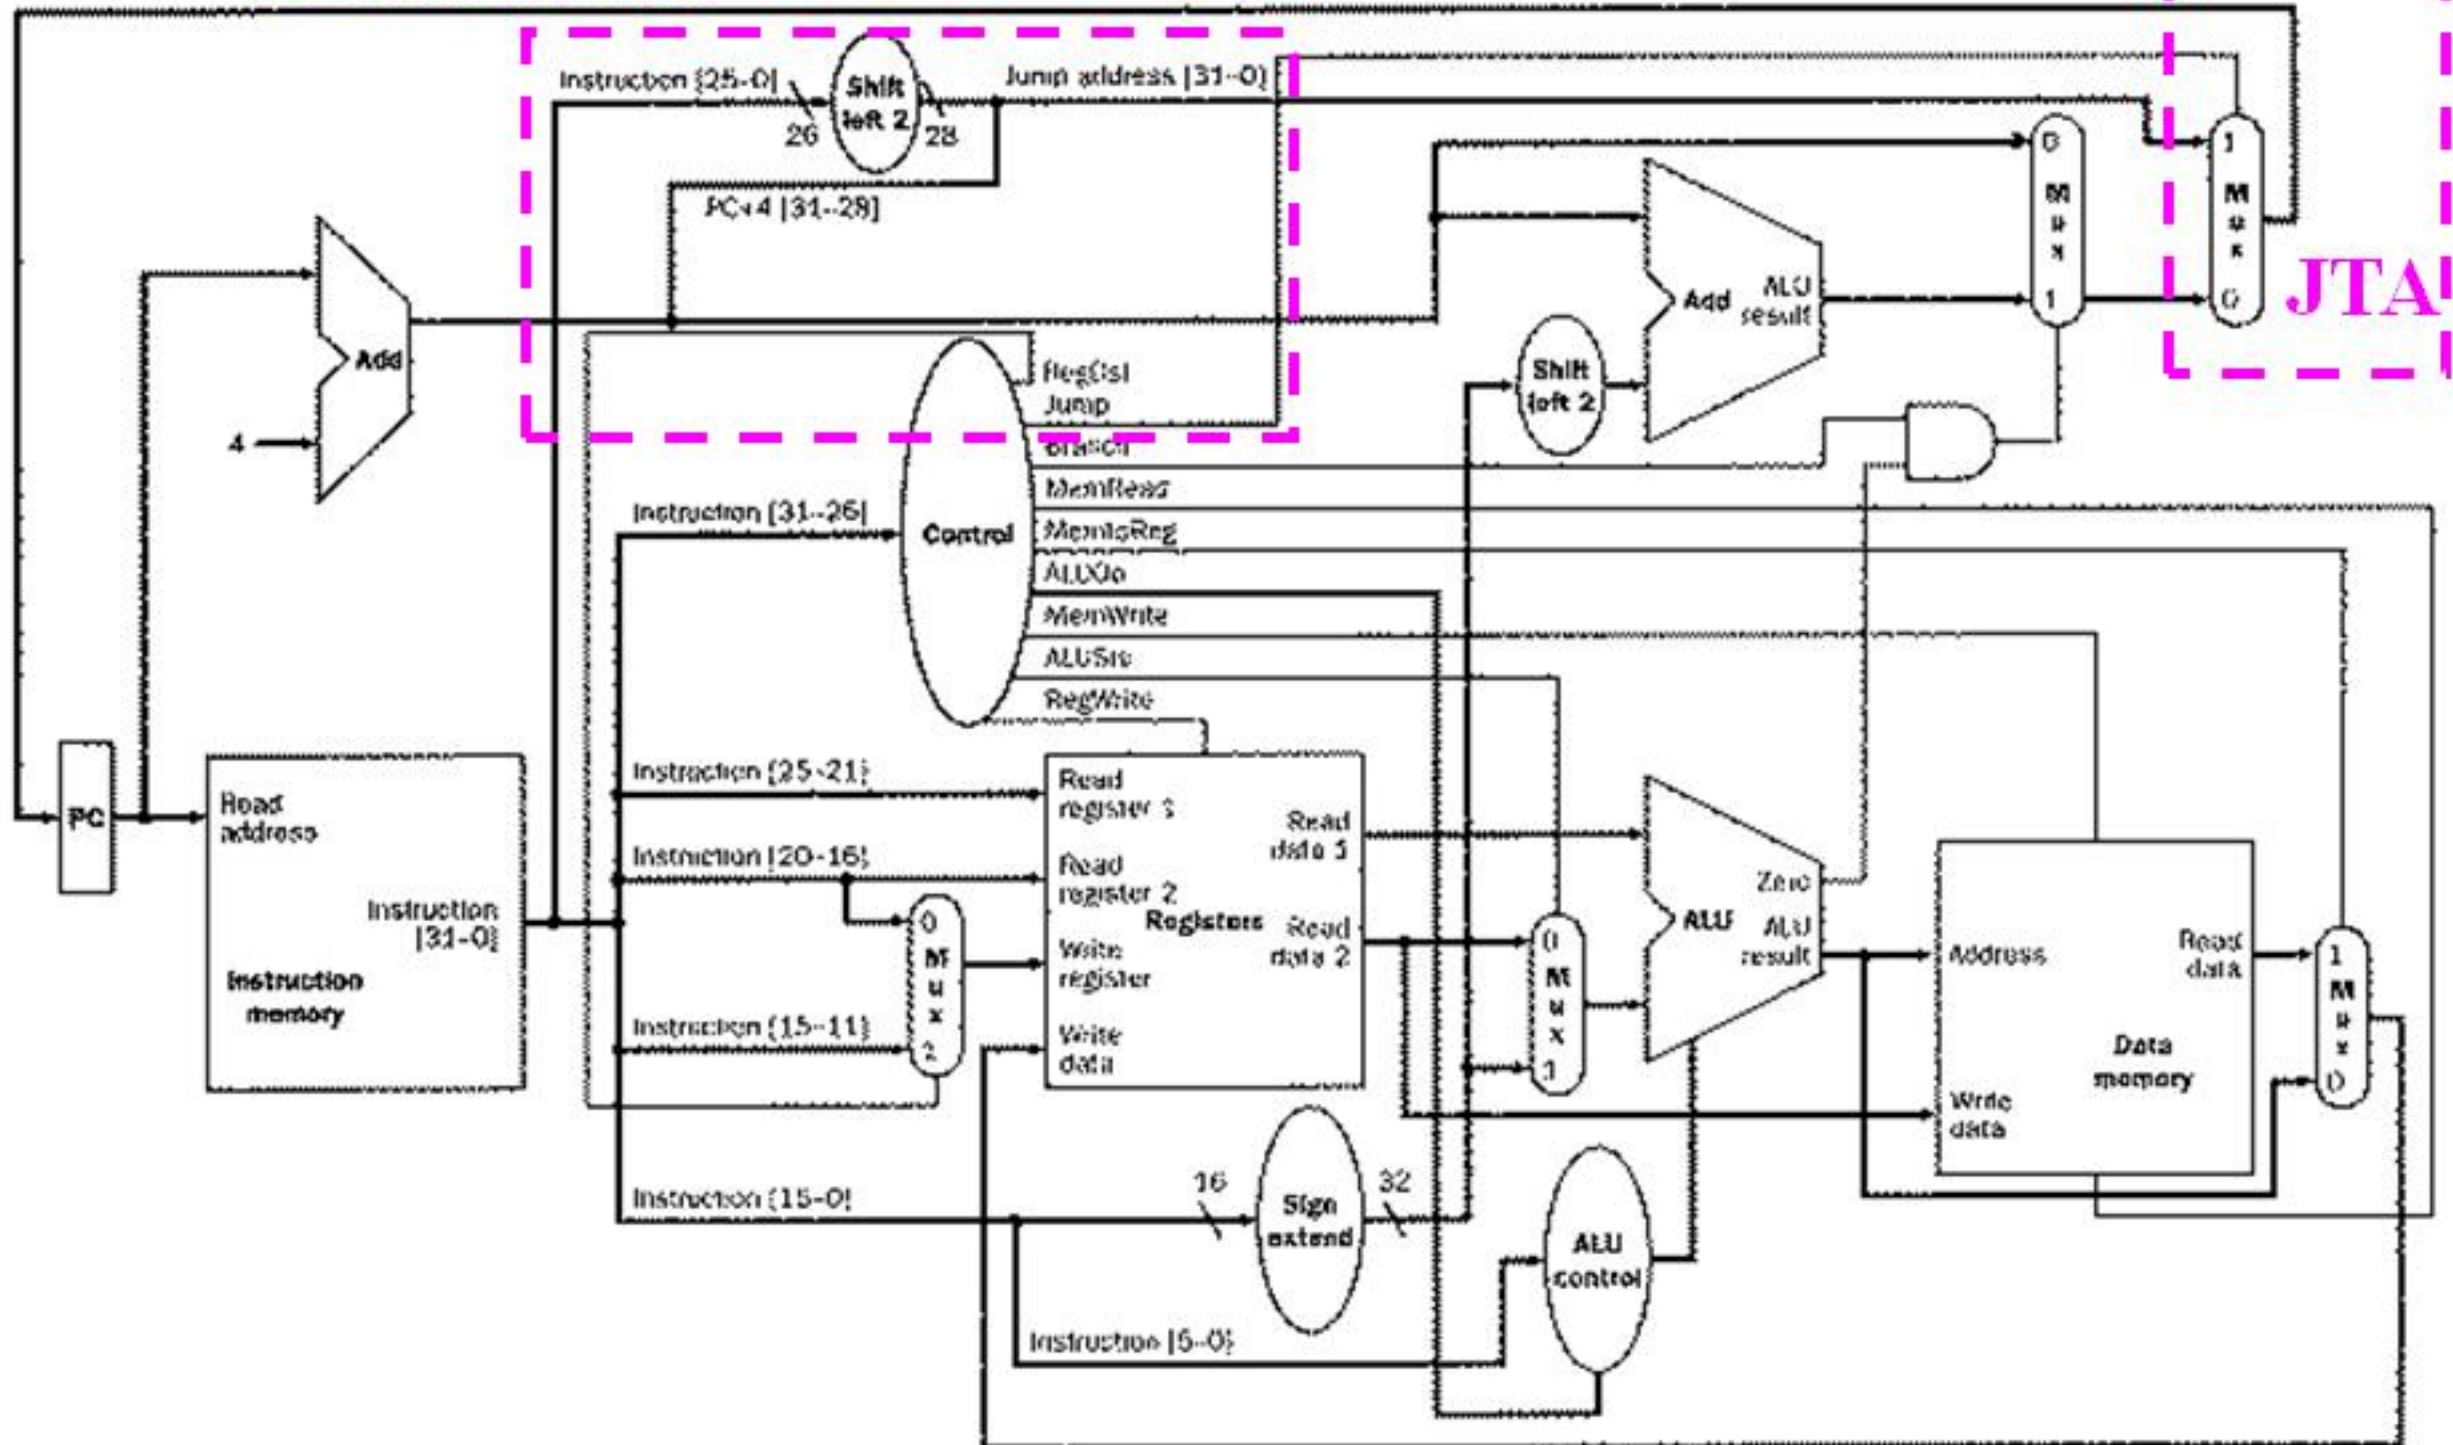 Instruction [25-0]
26
Shift
left 2
28
Jump address [31-0]
PC+4 [31-28]
Add
4
0
M
u
x
1
1
M
u
x
0
JTA
Add
ALU
result
Shift
left 2
RegDst
Jump
Branch
MemRead
MemtoReg
ALUOp
MemWrite
ALUSrc
RegWrite
Control
Instruction [31-26]
PC
Read
address
Instruction
[31-0]
Instruction
memory
Instruction [25-21]
Instruction [20-16]
Instruction [15-11]
0
M
u
x
Read
register 1
Read
register 2
Write
register
Write
data
Registers
Read
data 1
Read
data 2
0
M
u
x
1
Zero
ALU
ALU
result
Address
Write
data
Read
data
Data
memory
1
M
u
x
0
Instruction [15-0]
16
Sign
extend
32
ALU
control
Instruction [5-0]